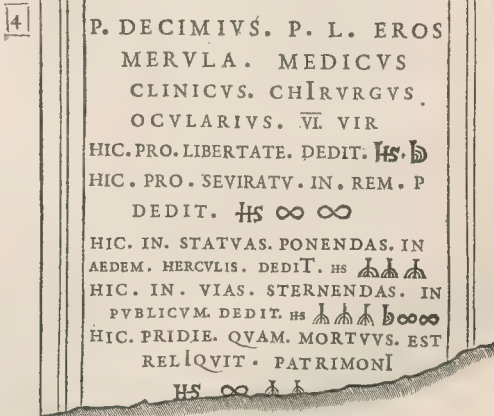 4
P. DECIMIVS. P. L. EROS
MERVLA. MEDICVS
CLINICVS. CHIRVRGVS.
OCVLARIVS. V̅I̅. VIR
HIC. PRO. LIBERTATE. DEDIT. HS.
HIC. PRO. SEVIRATV. IN. REM. P
DEDIT. HS ∞ ∞
HIC. IN. STATVAS. PONENDAS. IN
AEDEM. HERCVLIS. DEDIT. HS ↈ ↈ ↈ
HIC. IN. VIAS. STERNENDAS. IN
PVBLICVM. DEDIT. HS ↈ ↈ ↈ ∞∞
HIC. PRIDIE. QVAM. MORTVVS. EST
RELIQVIT. PATRIMONI
HS ∞